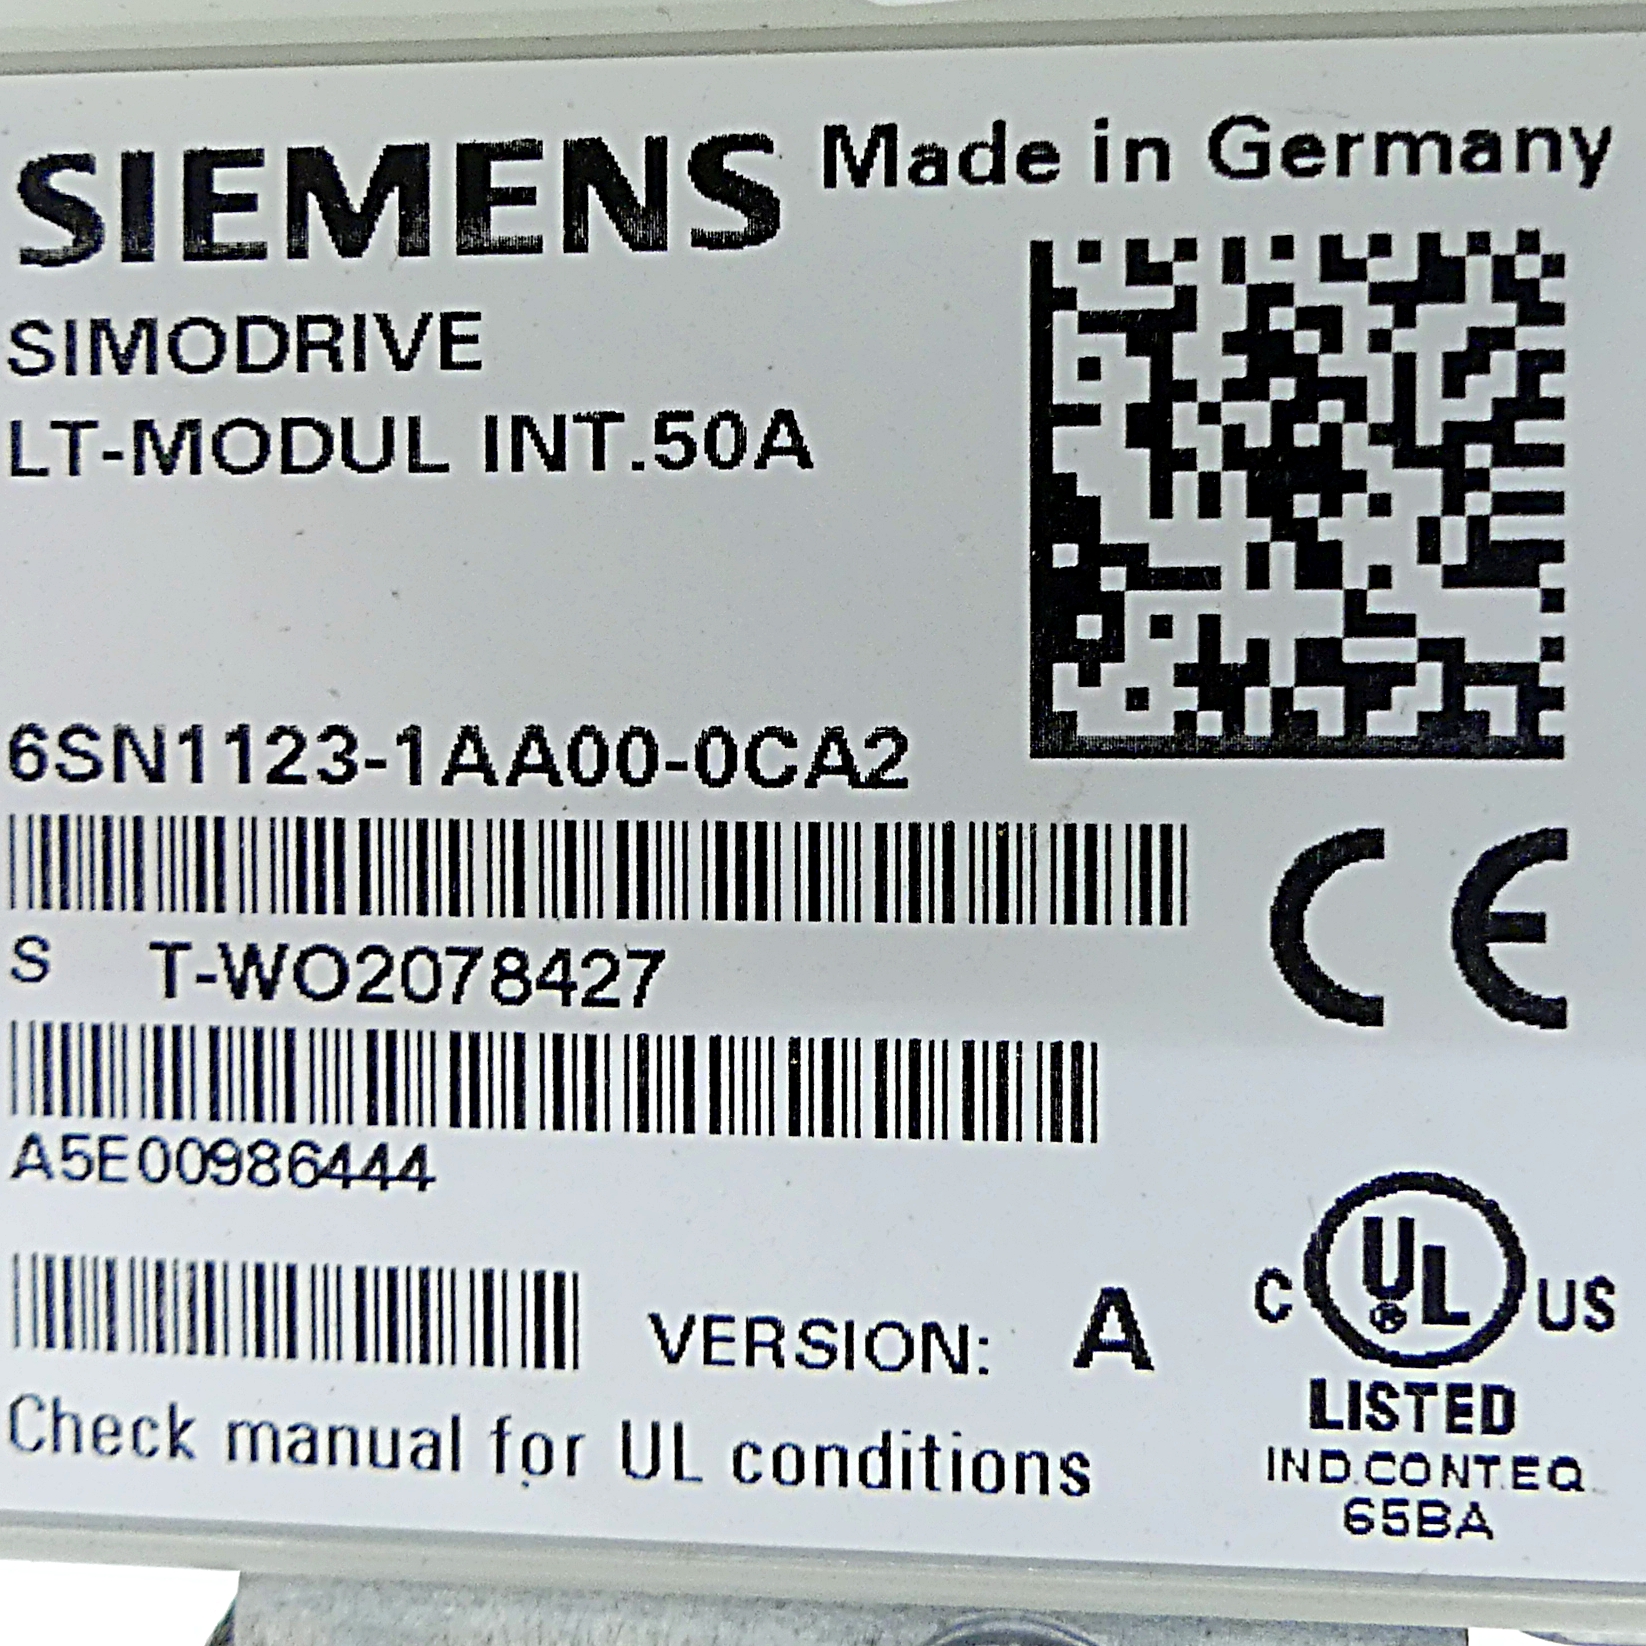 SIEMENS Made in Germany
SIMODRIVE
LT-MODUL INT.50A
6SN1123-1AA00-0CA2
S T-WO2078427
A5E00986444
VERSION: A
C UL® US
LISTED
IND.CONT.EQ.
65BA
Check manual for UL conditions
CE